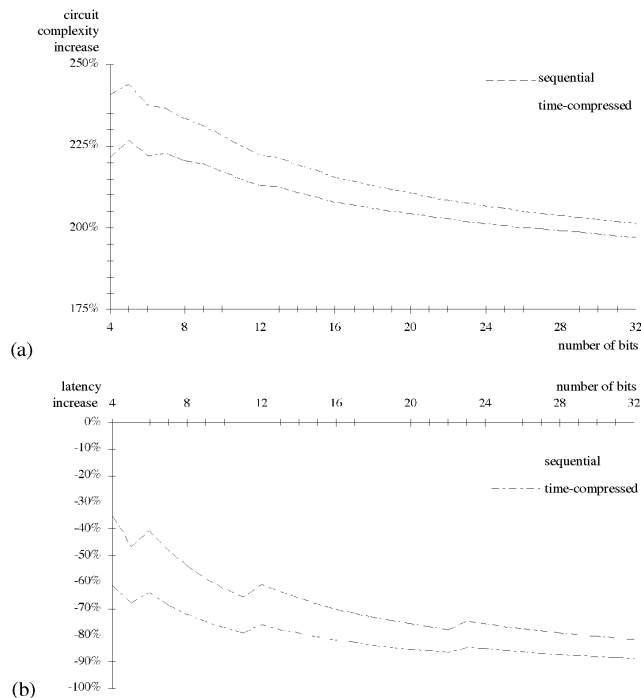 circuit
complexity
increase
250%
225%
200%
175%
sequential
time-compressed
4 8 12 16 20 24 28 32
number of bits
(a)
latency
increase
number of bits
4 8 12 16 20 24 28 32
0%
-10%
-20%
-30%
-40%
-50%
-60%
-70%
-80%
-90%
-100%
sequential
time-compressed
(b)